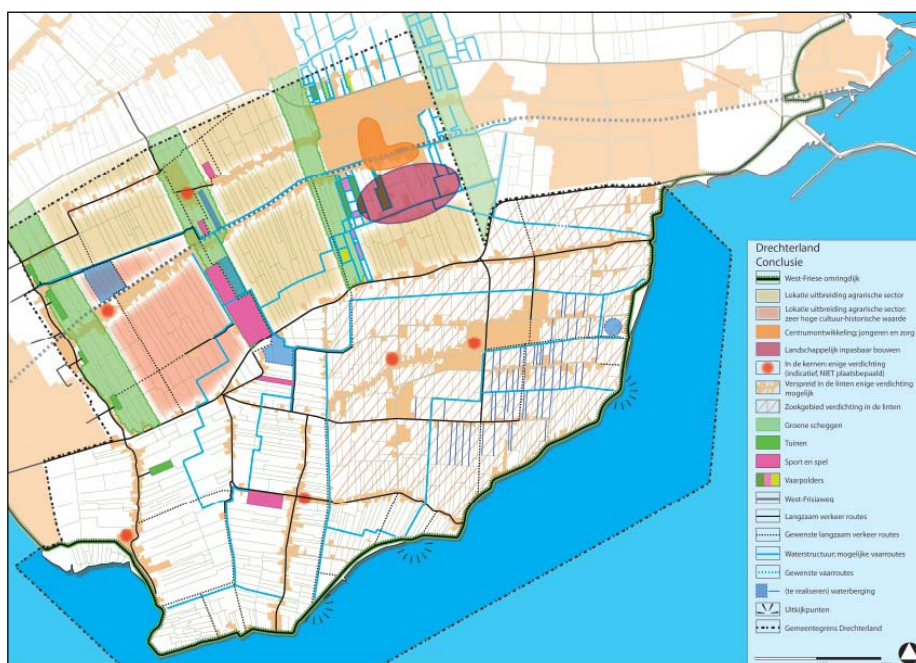 Drechterland
Conclusie
West-Friese omringdijk
Lokatie uitbreiding agrarische sector
Lokatie uitbreiding agrarische sector:
zeer hoge cultuur-historische waarde
Centrumontwikkeling; jongeren en zorg
Landschappelijk inpasbaar bouwen
In de kernen: enige verdichting
(indicatief, NIET plaatsbepaald)
Verspreid in de linten enige verdichting
mogelijk
Zoekgebied verdichting in de linten
Groene scheggen
Tuinen
Sport en spel
Vaarpolders
West-Frisiaweg
Langzaam verkeer routes
Gewenste langzaam verkeer routes
Waterstructuur; mogelijke vaarroutes
Gewenste vaarroutes
(te realiseren) waterberging
Uitkijkpunten
Gemeentegrens Drechterland